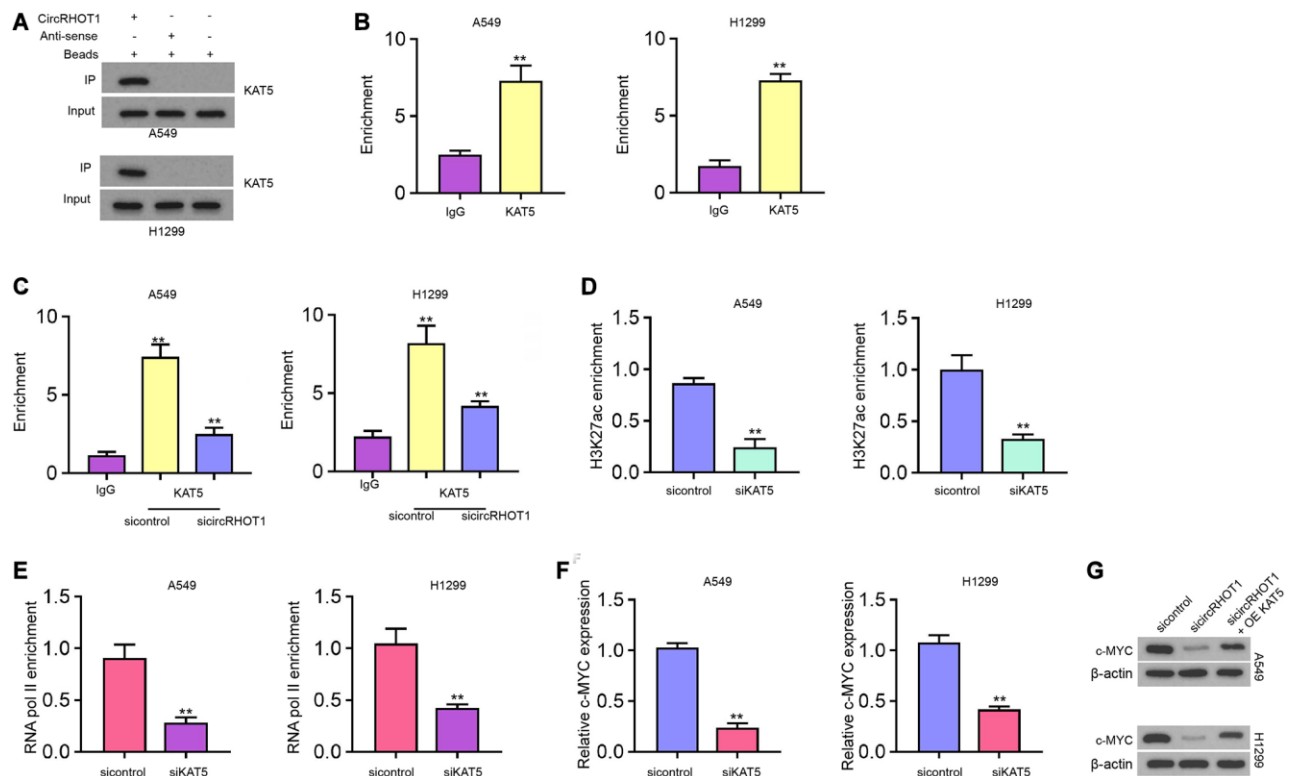 A
CircRHOT1 + - -
Anti-sense - + -
Beads + + +
IP
KAT5
Input
A549
IP
KAT5
Input
H1299
B
A549
Enrichment
10
5
0
IgG KAT5
**
H1299
Enrichment
10
5
0
IgG KAT5
**
C
A549
Enrichment
10
5
0
** **
IgG
KAT5
sicontrol sicircRHOT1
H1299
Enrichment
10
5
0
** **
IgG
KAT5
sicontrol sicircRHOT1
D
A549
H3K27ac enrichment
1.5
1.0
0.5
0.0
**
sicontrol siKAT5
H1299
H3K27ac enrichment
1.5
1.0
0.5
0.0
**
sicontrol siKAT5
E
A549
RNA pol II enrichment
1.5
1.0
0.5
0.0
**
sicontrol siKAT5
H1299
RNA pol II enrichment
1.5
1.0
0.5
0.0
**
sicontrol siKAT5
F
F
A549
Relative c-MYC expression
1.5
1.0
0.5
0.0
**
sicontrol siKAT5
H1299
Relative c-MYC expression
1.5
1.0
0.5
0.0
**
sicontrol siKAT5
G
sicontrol
sicircRHOT1
sicircRHOT1
+ OE KAT5
c-MYC
β-actin
A549
c-MYC
β-actin
H1299